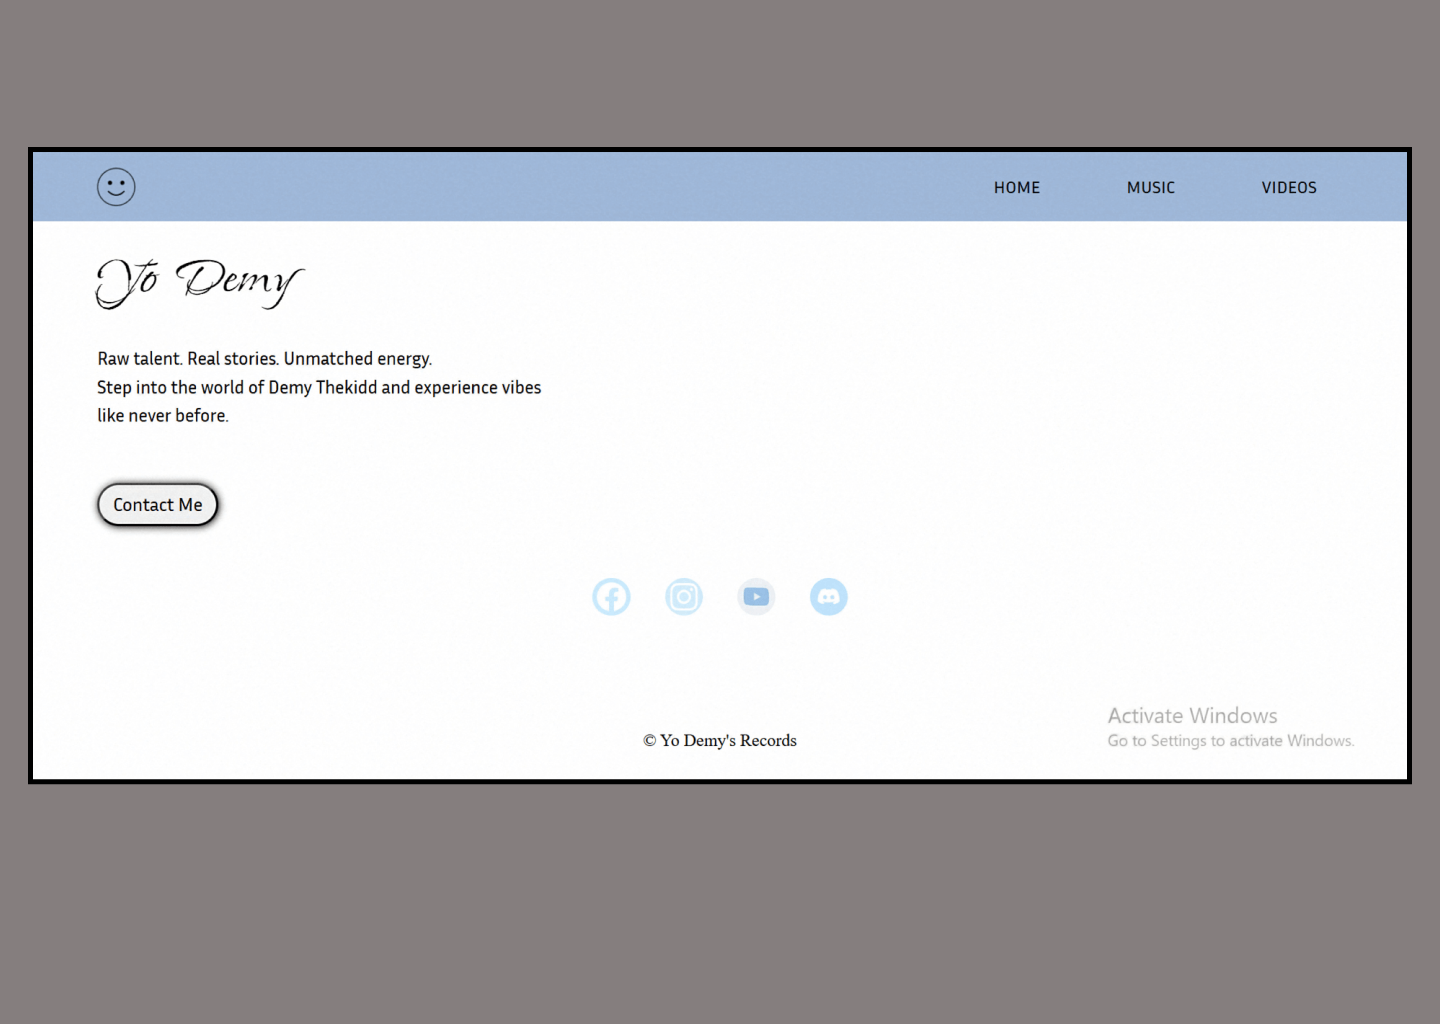 HOME MUSIC VIDEOS
Yo Demy
Raw talent. Real stories. Unmatched energy.
Step into the world of Demy Thekidd and experience vibes
like never before.
Contact Me
Activate Windows
Go to Settings to activate Windows.
© Yo Demy's Records